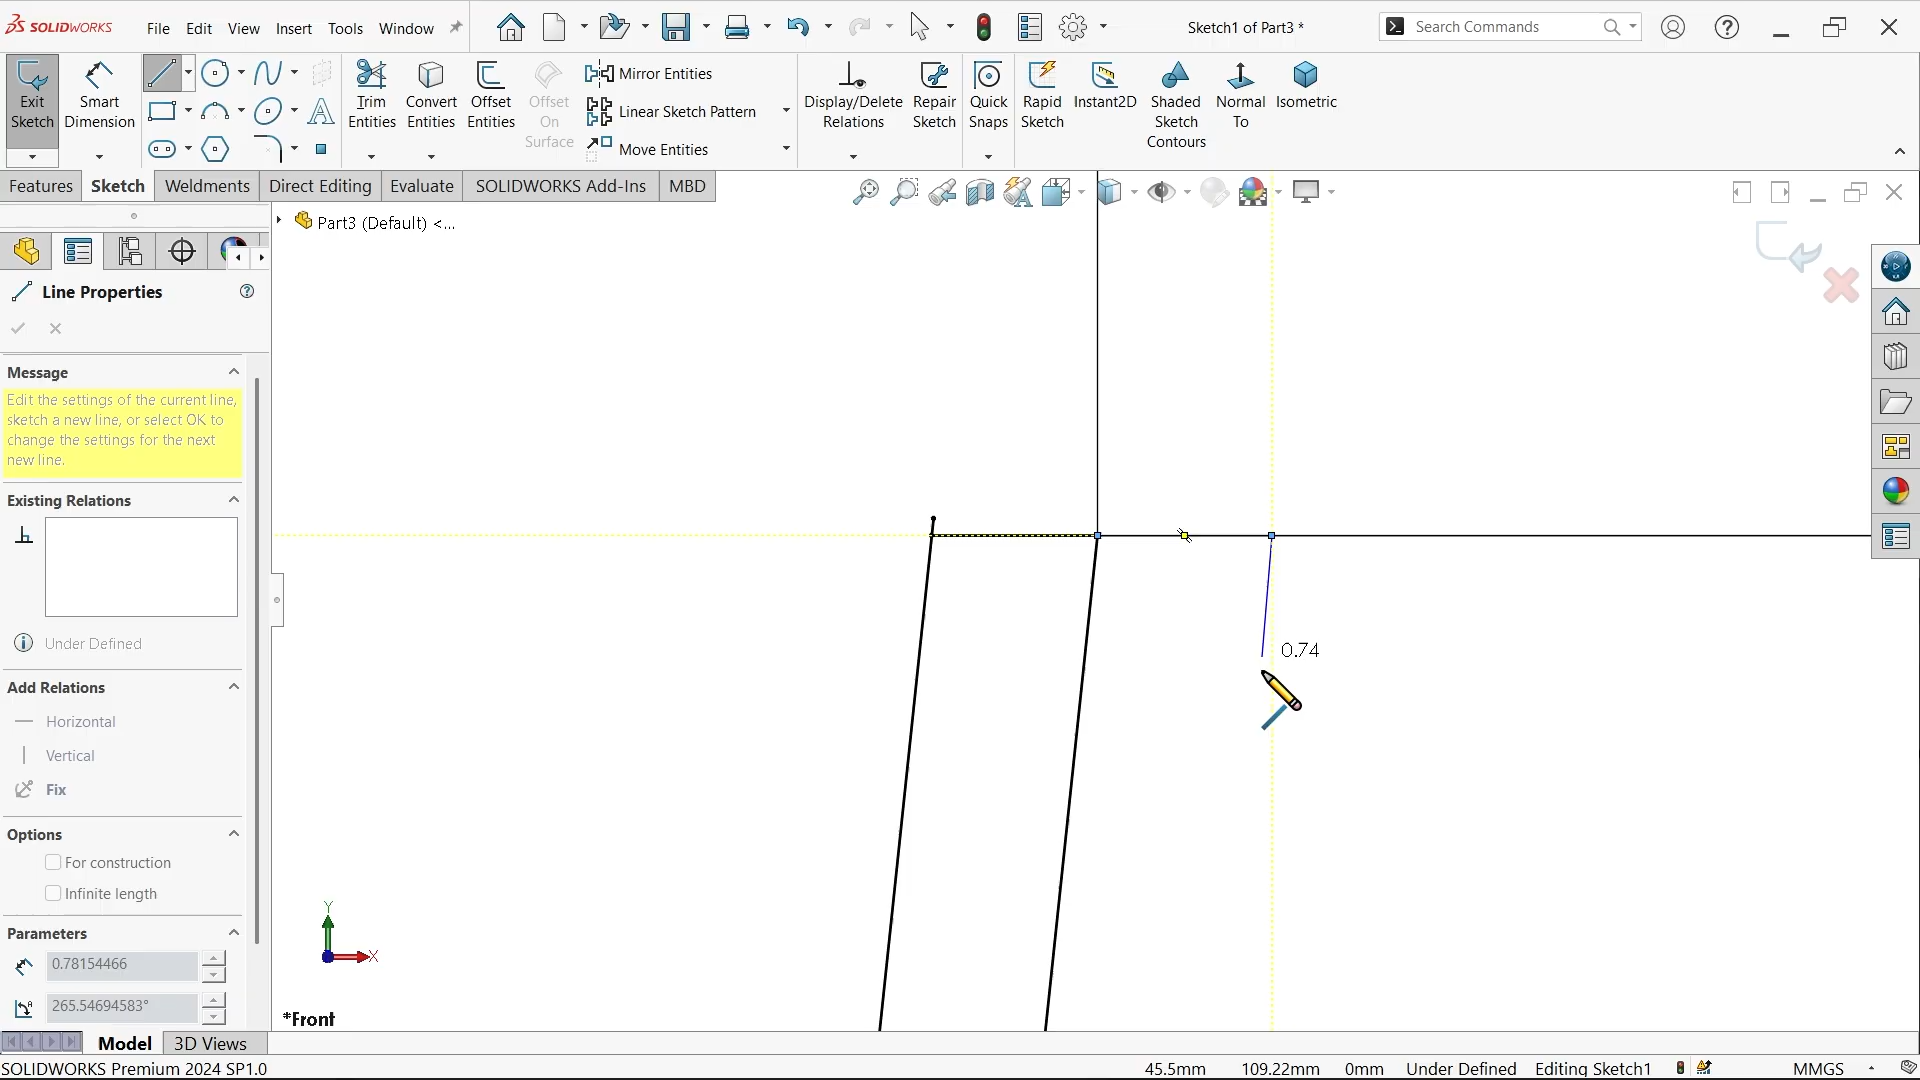 SOLIDWORKS
File Edit View Insert Tools Window
Sketch1 of Part3 *
Search Commands
Exit Sketch
Smart Dimension
Trim Entities
Convert Entities
Offset Entities
Offset On Surface
Mirror Entities
Linear Sketch Pattern
Move Entities
Display/Delete Relations
Repair Sketch
Quick Snaps
Rapid Sketch
Instant2D
Shaded Sketch Contours
Normal To
Isometric
Features Sketch Weldments Direct Editing Evaluate SOLIDWORKS Add-Ins MBD
Part3 (Default) <...
Line Properties
Message
Edit the settings of the current line,
sketch a new line, or select OK to
change the settings for the next
new line.
Existing Relations
Under Defined
Add Relations
Horizontal
Vertical
Fix
Options
For construction
Infinite length
Parameters
0.78154466
265.54694583°
0.74
Y
X
*Front
Model 3D Views
SOLIDWORKS Premium 2024 SP1.0
45.5mm 109.22mm 0mm Under Defined Editing Sketch1 MMGS